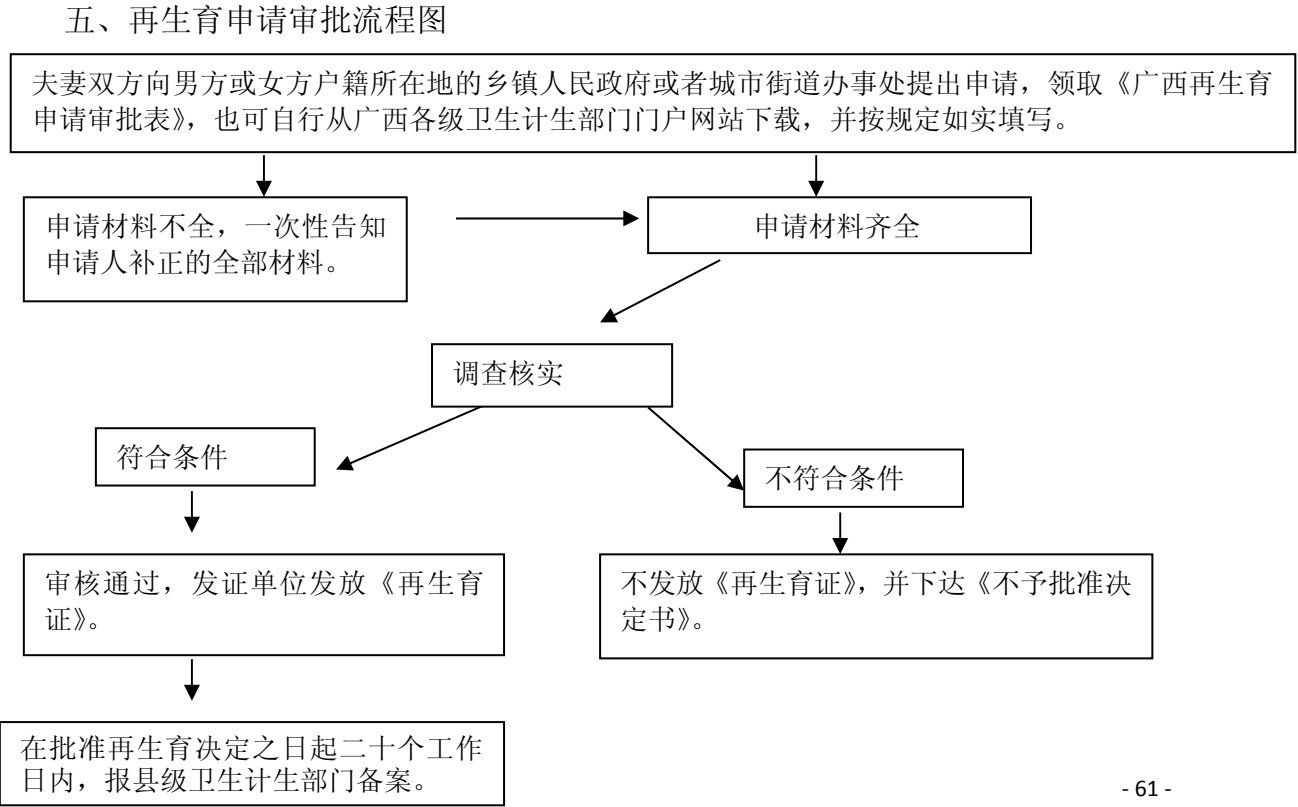 五、再生育申请审批流程图
夫妻双方向男方或女方户籍所在地的乡镇人民政府或者城市街道办事处提出申请，领取《广西再生育
申请审批表》，也可自行从广西各级卫生计生部门门户网站下载，并按规定如实填写。
申请材料不全，一次性告知
申请人补正的全部材料。
申请材料齐全
调查核实
符合条件
不符合条件
审核通过，发证单位发放《再生育
证》。
不发放《再生育证》，并下达《不予批准决
定书》。
在批准再生育决定之日起二十个工作
日内，报县级卫生计生部门备案。
- 61 -